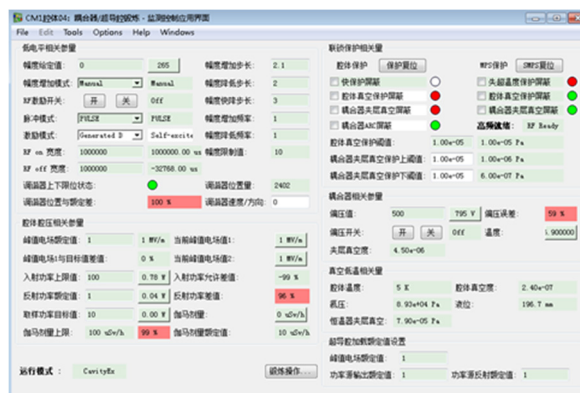 CM1腔体04: 耦合器/超导腔锻炼 - 监测控制应用界面
File Edit Tools Options Help Windows
低电平相关参量
幅度给定值: 0 265 幅度增加步长: 2.1
幅度增加模式: Manual Manual 幅度降低步长: 2
RF激励开关: 开 关 Off 幅度快降步长: 3
脉冲模式: PULSE PULSE 幅度增加频率: 1
激励模式: Generated D Self-excite 幅度降低频率: 1
RF on 宽度: 1000000 1000000.00 us 幅度限制值: 10
RF off 宽度: 1000000 -32768.00 us
调谐器上下限位状态: 调谐器位置量: 2402
调谐器位置与额定差: 100 % 调谐器速度/方向: 0
腔体腔压相关参量
峰值电场额定值: 1 1 MV/m 当前峰值电场值1: 1 MV/m
峰值电场1与目标值差值: 0 % 当前峰值电场值2: 1 MV/m
入射功率上限值: 100 0.78 W 入射功率允许差值: -99 %
反射功率额定值: 1 0.04 W 反射功率差值: 96 %
取样功率目标值: 10 0.00 W 伽马剂量: 0 uSv/h
伽马剂量上限: 100 uSv/h 99 % 伽马剂量额定值: 10 uSv/h
运行模式: CavityEx 锻炼操作...
联锁保护相关量
腔体保护 保护复位 MPS保护 SMPS复位
快保护屏蔽 失超温度保护屏蔽
腔体真空保护屏蔽 腔体真空保护屏蔽
耦合器夹层真空屏蔽 耦合器夹层真空屏蔽
耦合器ARC屏蔽 高频就绪: RF Ready
腔体真空保护阈值: 1.00e-05 1.00e-05 Pa
耦合器夹层真空保护上阈值: 1.00e-05 1.00e-06 Pa
耦合器夹层真空保护下阈值: 1.00e-05 6.00e-07 Pa
耦合器相关参量
偏压值: 500 795 V 偏压误差: 59 %
偏压开关: 开 关 Off 温度: .900000
夹层真空度: 4.50e-06
真空低温相关量
腔体温度: 5 K 腔体真空度: 2.40e-07
氦压: 8.93e+04 Pa 液位: 196.7 mm
恒温器夹层真空: 7.90e-05 Pa
超导腔加载额定值设置
峰值电场额定值: 1
功率源输出额定值: 1 功率源反射额定值: 1